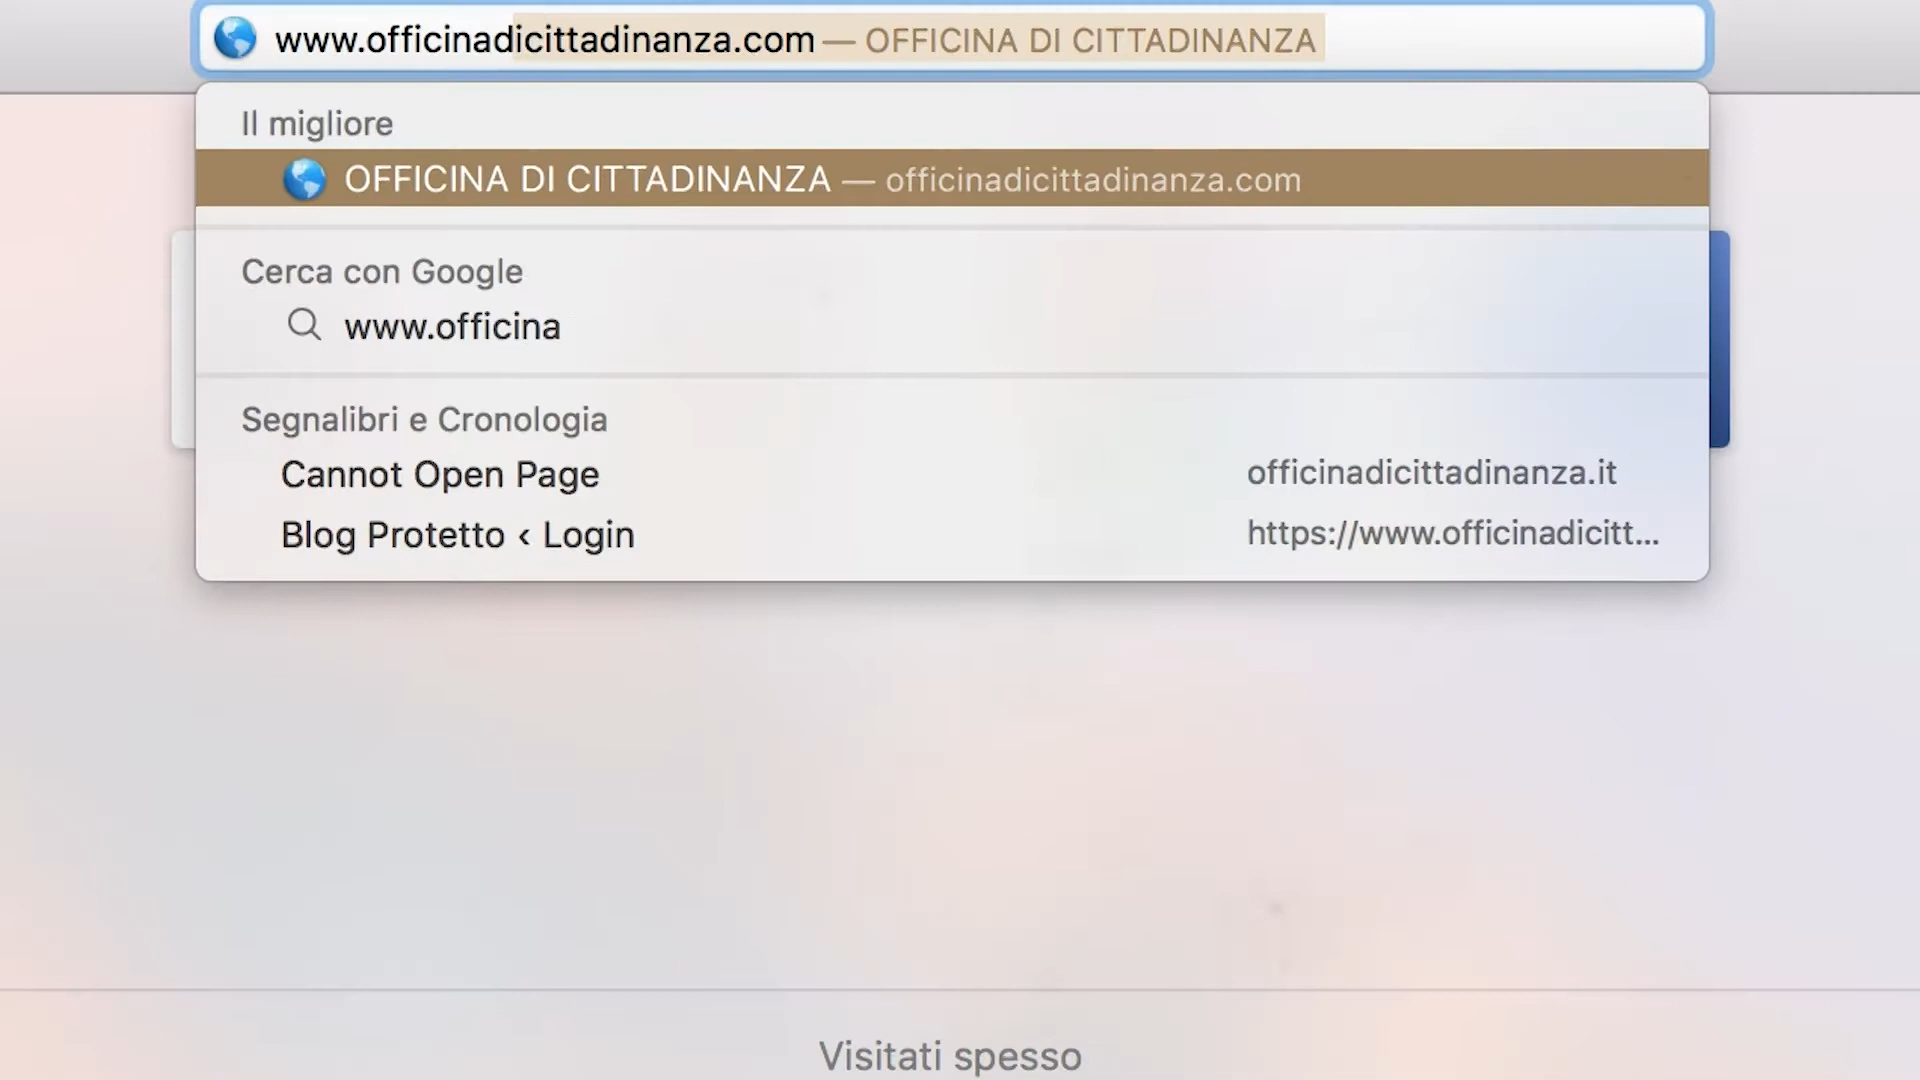 www.officinadicittadinanza.com — OFFICINA DI CITTADINANZA
Il migliore
OFFICINA DI CITTADINANZA — officinadicittadinanza.com
Cerca con Google
www.officina
Segnalibri e Cronologia
Cannot Open Page officinadicittadinanza.it
Blog Protetto ‹ Login https://www.officinadicitt...
Visitati spesso